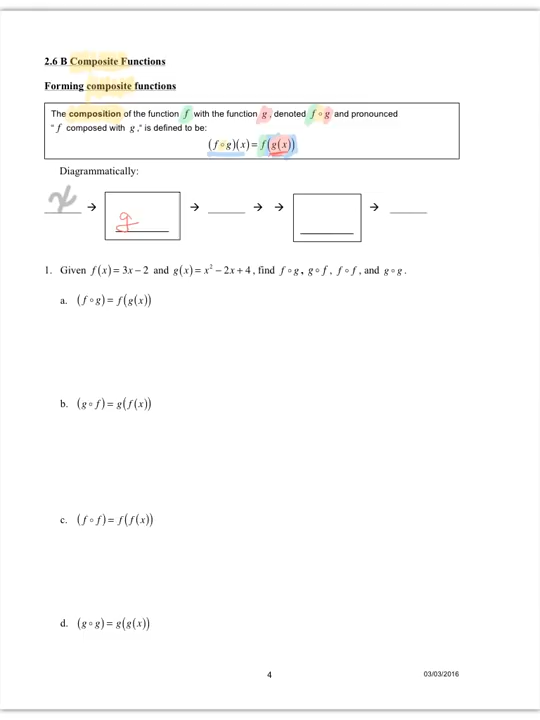 2.6 B Composite Functions
Forming composite functions
The composition of the function f with the function g , denoted f ∘ g and pronounced
" f composed with g ," is defined to be:
(f ∘ g)(x) = f(g(x))
Diagrammatically:
x → g → → → →
1. Given f(x) = 3x − 2 and g(x) = x² − 2x + 4 , find f ∘ g , g ∘ f , f ∘ f , and g ∘ g .
a. (f ∘ g) = f(g(x))
b. (g ∘ f) = g(f(x))
c. (f ∘ f) = f(f(x))
d. (g ∘ g) = g(g(x))
4 03/03/2016